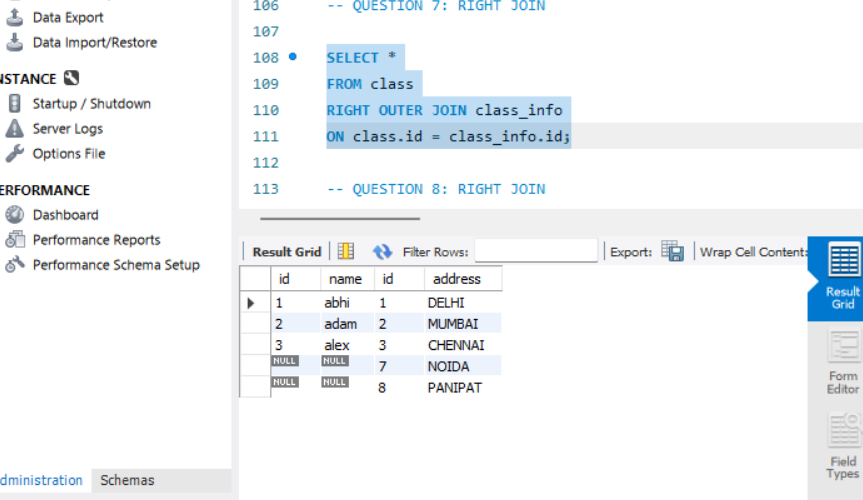 Data Export
Data Import/Restore
NSTANCE
Startup / Shutdown
Server Logs
Options File
ERFORMANCE
Dashboard
Performance Reports
Performance Schema Setup
dministration Schemas
106 -- QUESTION 7: RIGHT JOIN
107
108 SELECT *
109 FROM class
110 RIGHT OUTER JOIN class_info
111 ON class.id = class_info.id;
112
113 -- QUESTION 8: RIGHT JOIN
Result Grid Filter Rows: Export: Wrap Cell Content:
id name id address
1 abhi 1 DELHI
2 adam 2 MUMBAI
3 alex 3 CHENNAI
NULL NULL 7 NOIDA
NULL NULL 8 PANIPAT
Result
Grid
Form
Editor
Field
Types